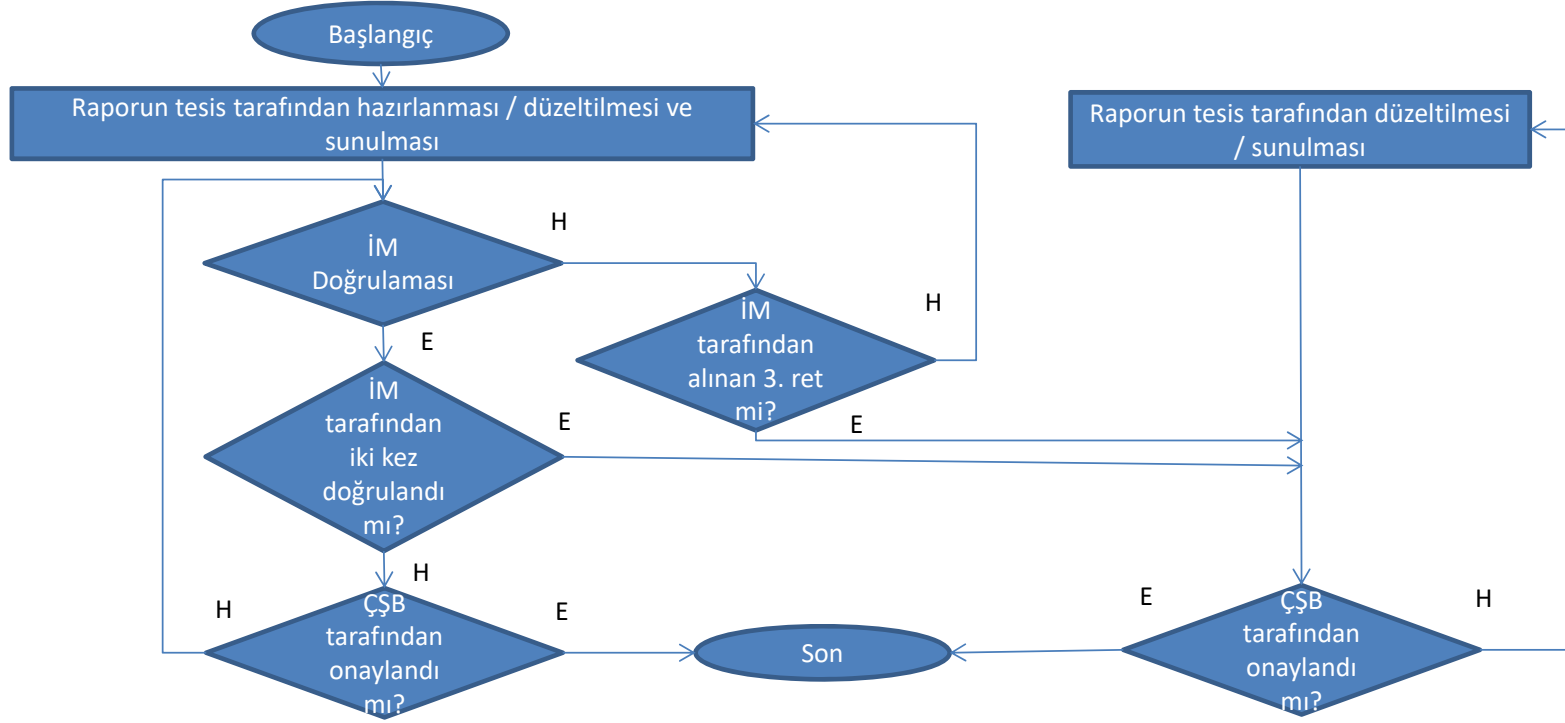 Başlangıç
Raporun tesis tarafından hazırlanması / düzeltilmesi ve
sunulması
Raporun tesis tarafından düzeltilmesi
/ sunulması
İM
Doğrulaması
H
İM
tarafından
alınan 3. ret
mi?
H
E
E
İM
tarafından
iki kez
doğrulandı
mı?
E
H
ÇŞB
tarafından
onaylandı
mı?
H
E
Son
E
ÇŞB
tarafından
onaylandı
mı?
H